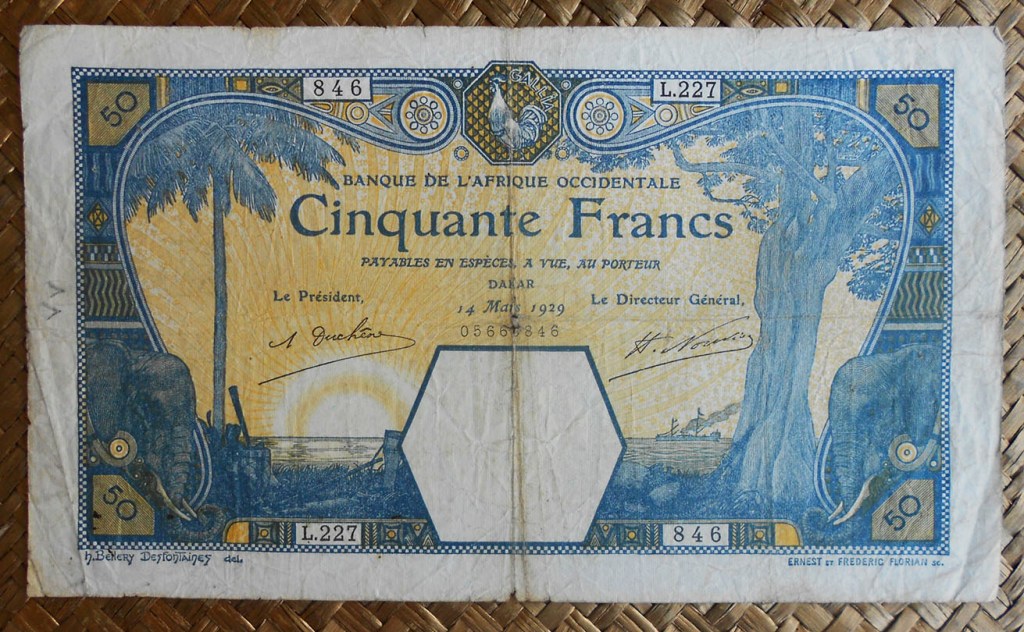 50
846
GALLIA
L.227
50
BANQUE DE L'AFRIQUE OCCIDENTALE
Cinquante Francs
PAYABLES EN ESPÈCES, A VUE, AU PORTEUR
DAKAR
Le Président,
14 Mars 1929
Le Directeur Général,
A Duchêne
50
L.227
846
50
H. BELLERY DESFONTAINES del.
ERNEST ET FREDERIC FLORIAN SC.